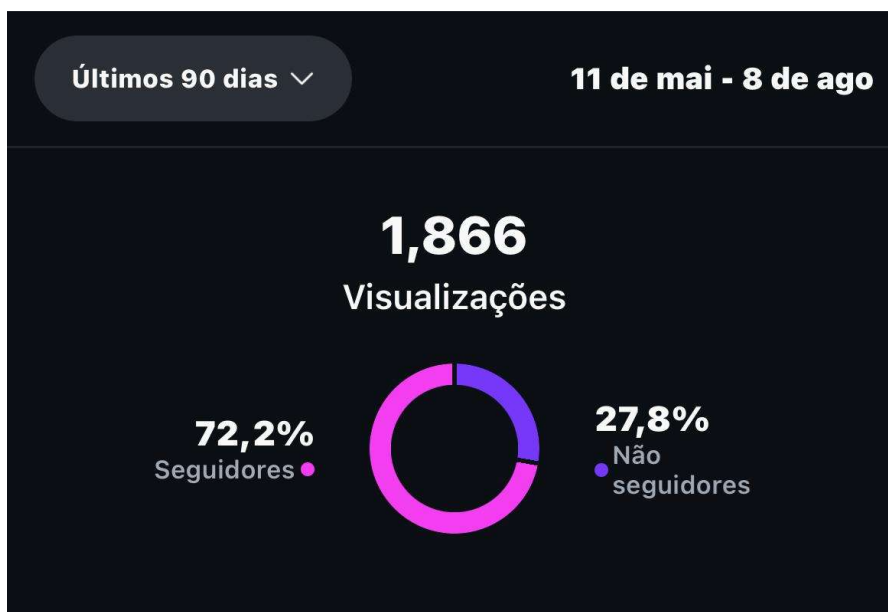 Últimos 90 dias
11 de mai - 8 de ago
1,866
Visualizações
72,2%
Seguidores
27,8%
Não
seguidores